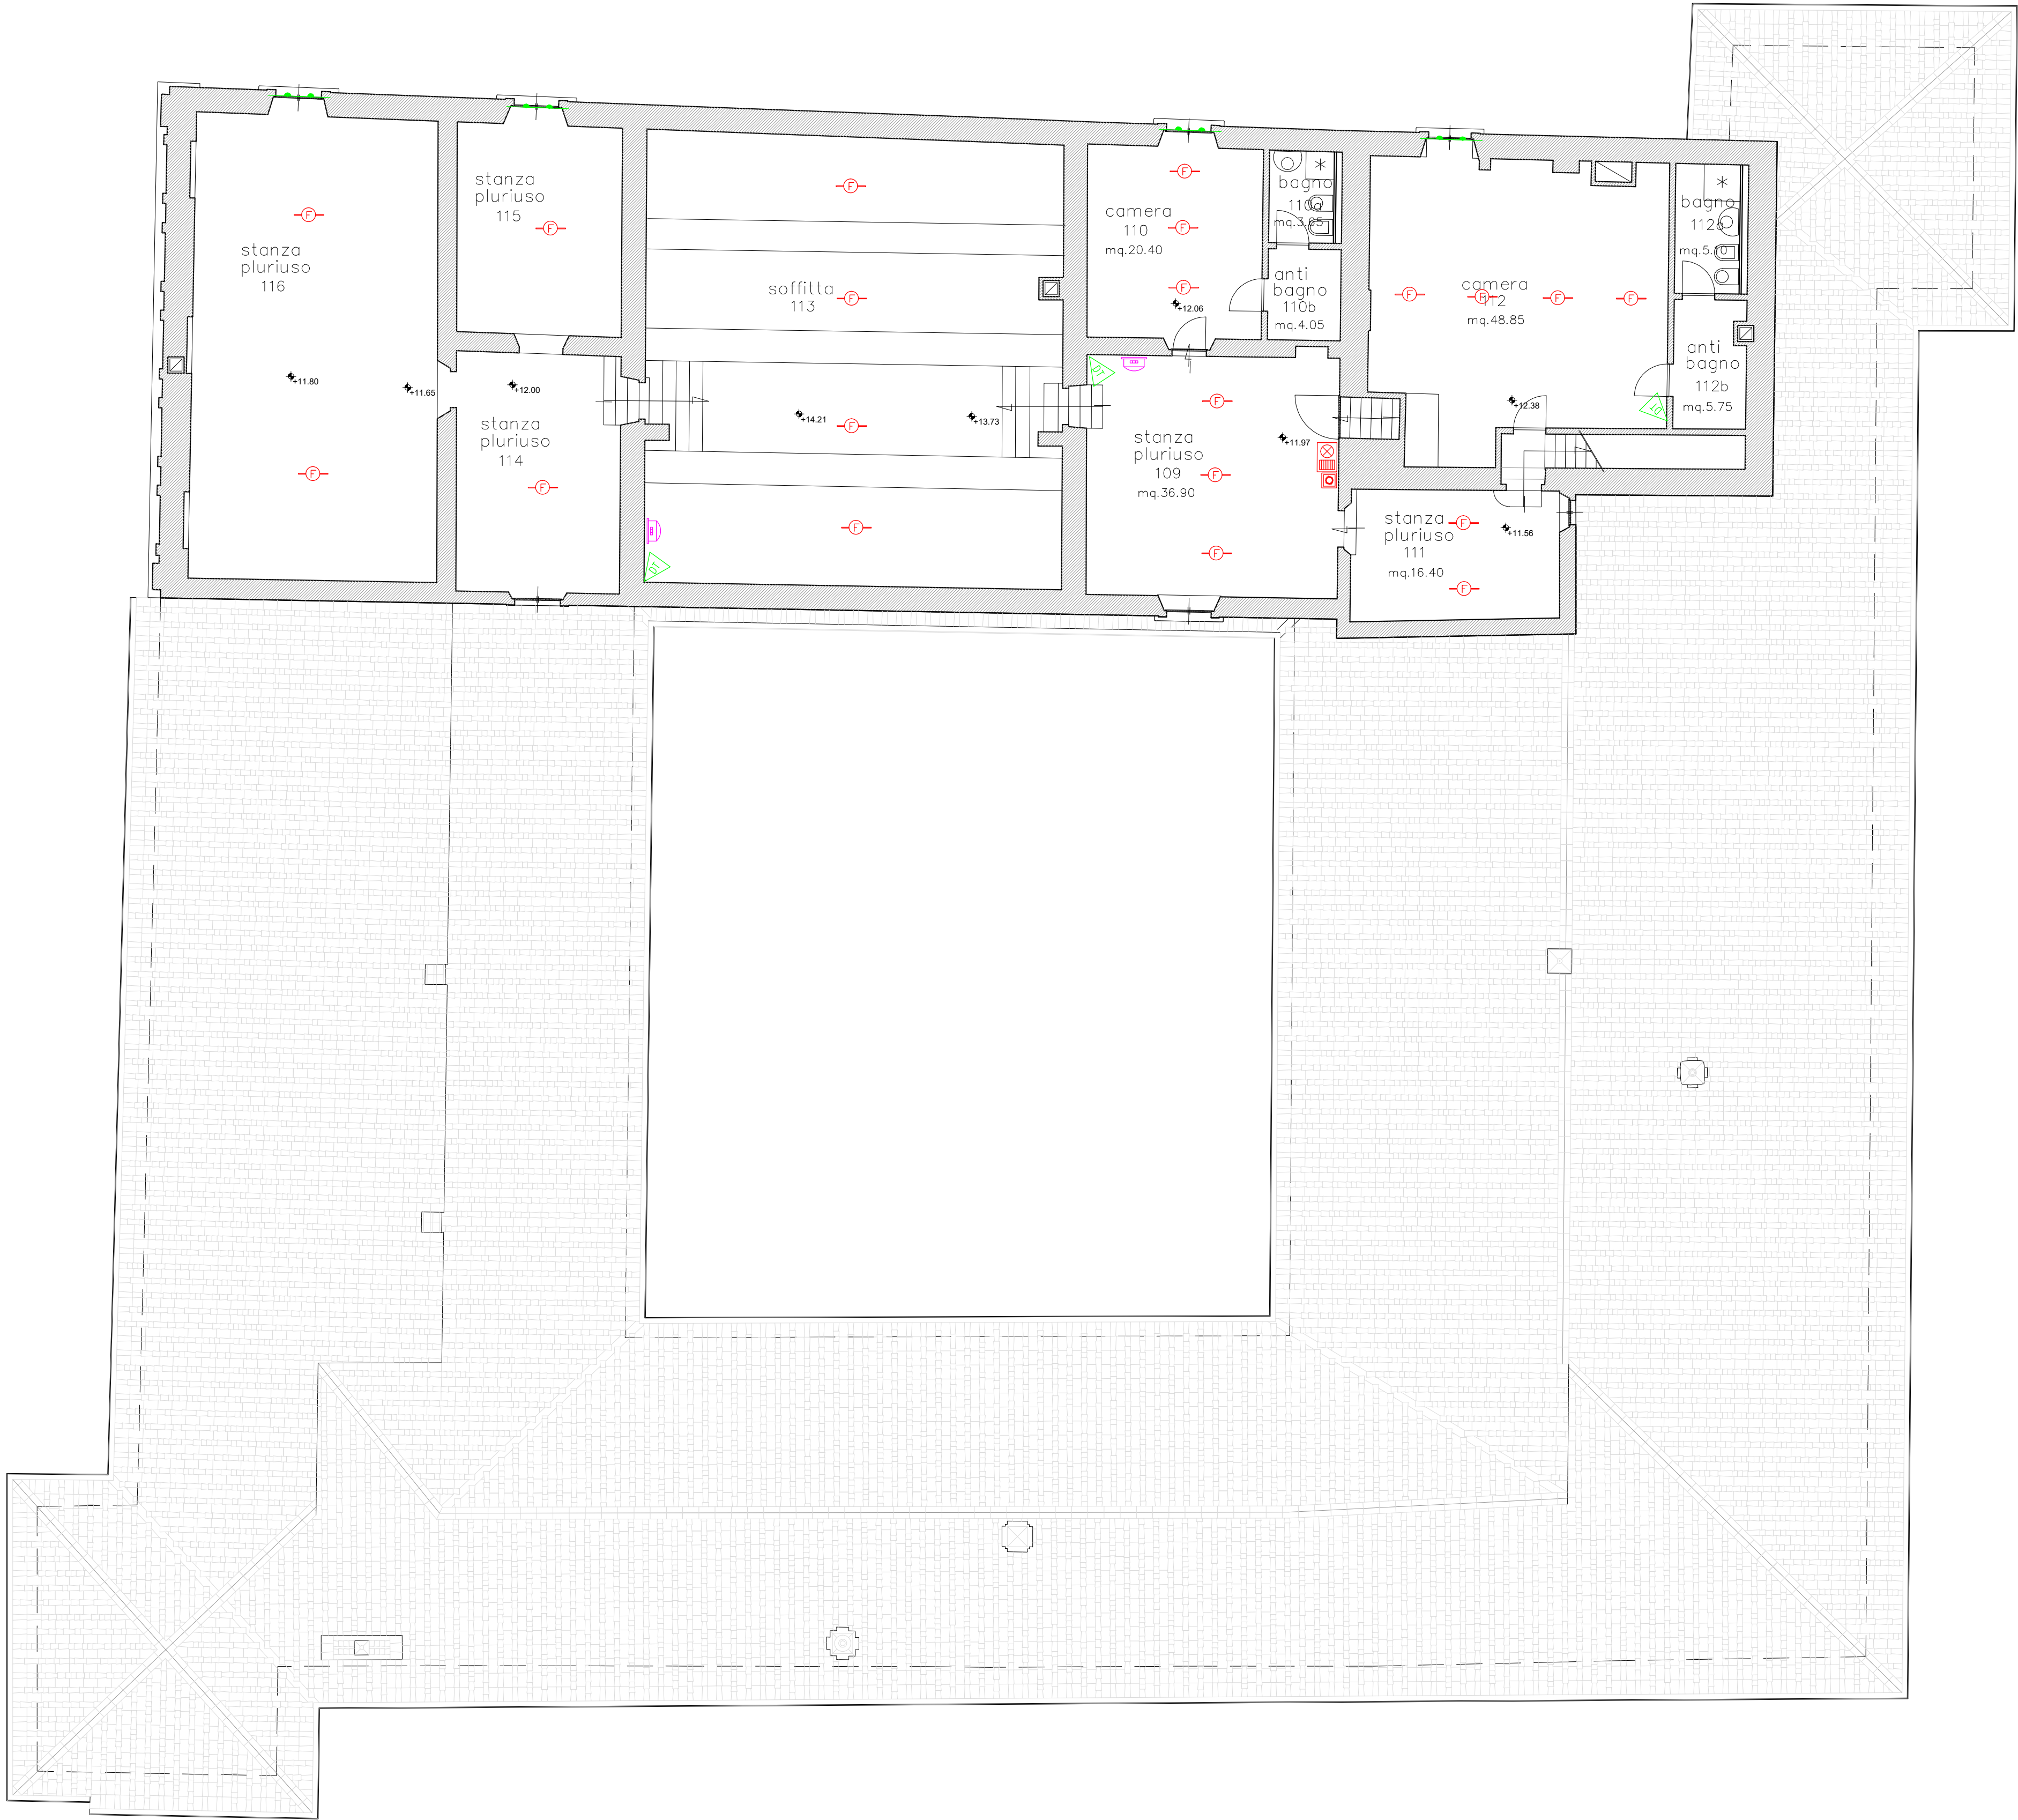 stanza
pluriuso
116
F
F
+11.80
+11.65
stanza
pluriuso
115
F
+12.00
stanza
pluriuso
114
F
soffitta
113
F
F
F
F
+14.21
+13.73
DT
camera
110
mq.20.40
F
F
F
+12.06
bagno
110a
mq.3.65
anti
bagno
110b
mq.4.05
DT
stanza
pluriuso
109
mq.36.90
F
F
F
+11.97
camera
112
mq.48.85
F
F
F
F
+12.38
DT
bagno
112a
mq.5.10
anti
bagno
112b
mq.5.75
stanza
pluriuso
111
mq.16.40
F
F
+11.56